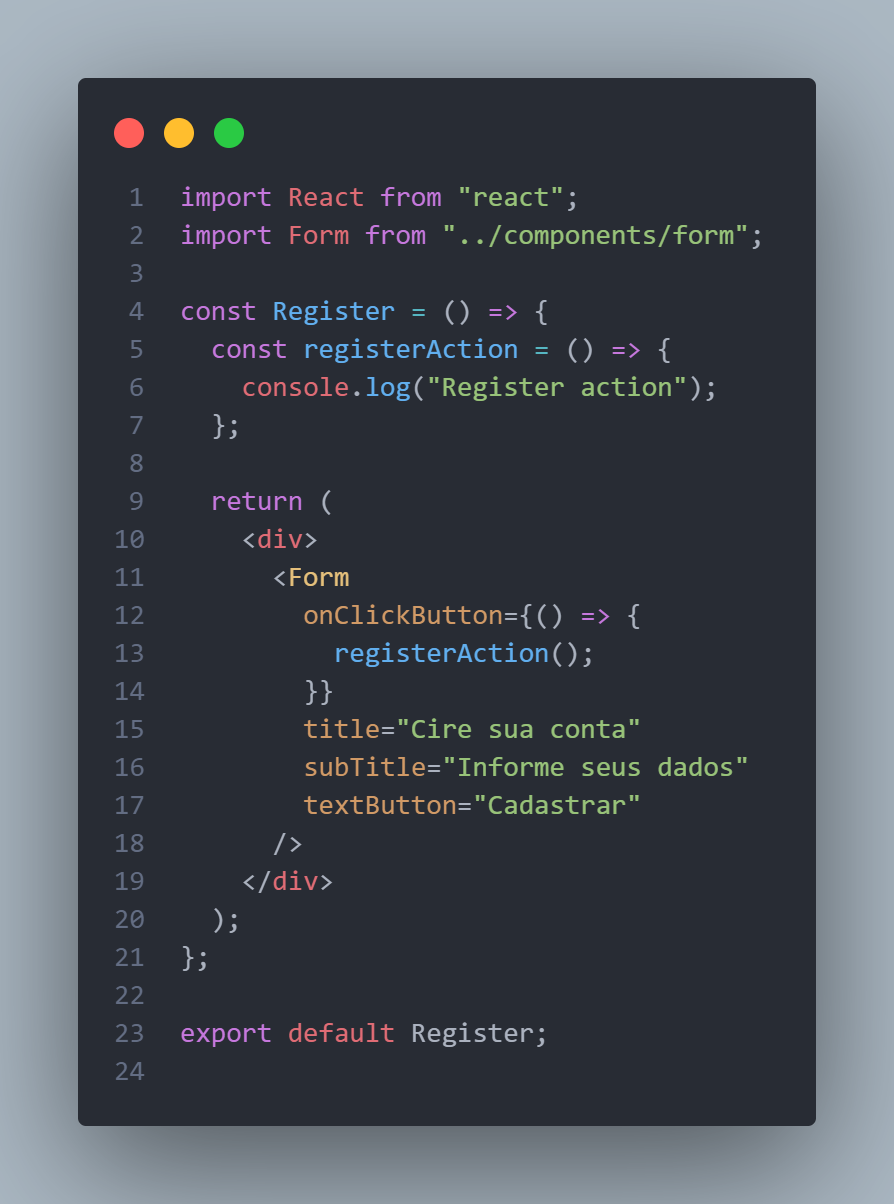 1 import React from "react";
2 import Form from "../components/form";
3
4 const Register = () => {
5   const registerAction = () => {
6     console.log("Register action");
7   };
8
9   return (
10     <div>
11       <Form
12         onClickButton={() => {
13           registerAction();
14         }}
15         title="Cire sua conta"
16         subTitle="Informe seus dados"
17         textButton="Cadastrar"
18       />
19     </div>
20   );
21 };
22
23 export default Register;
24